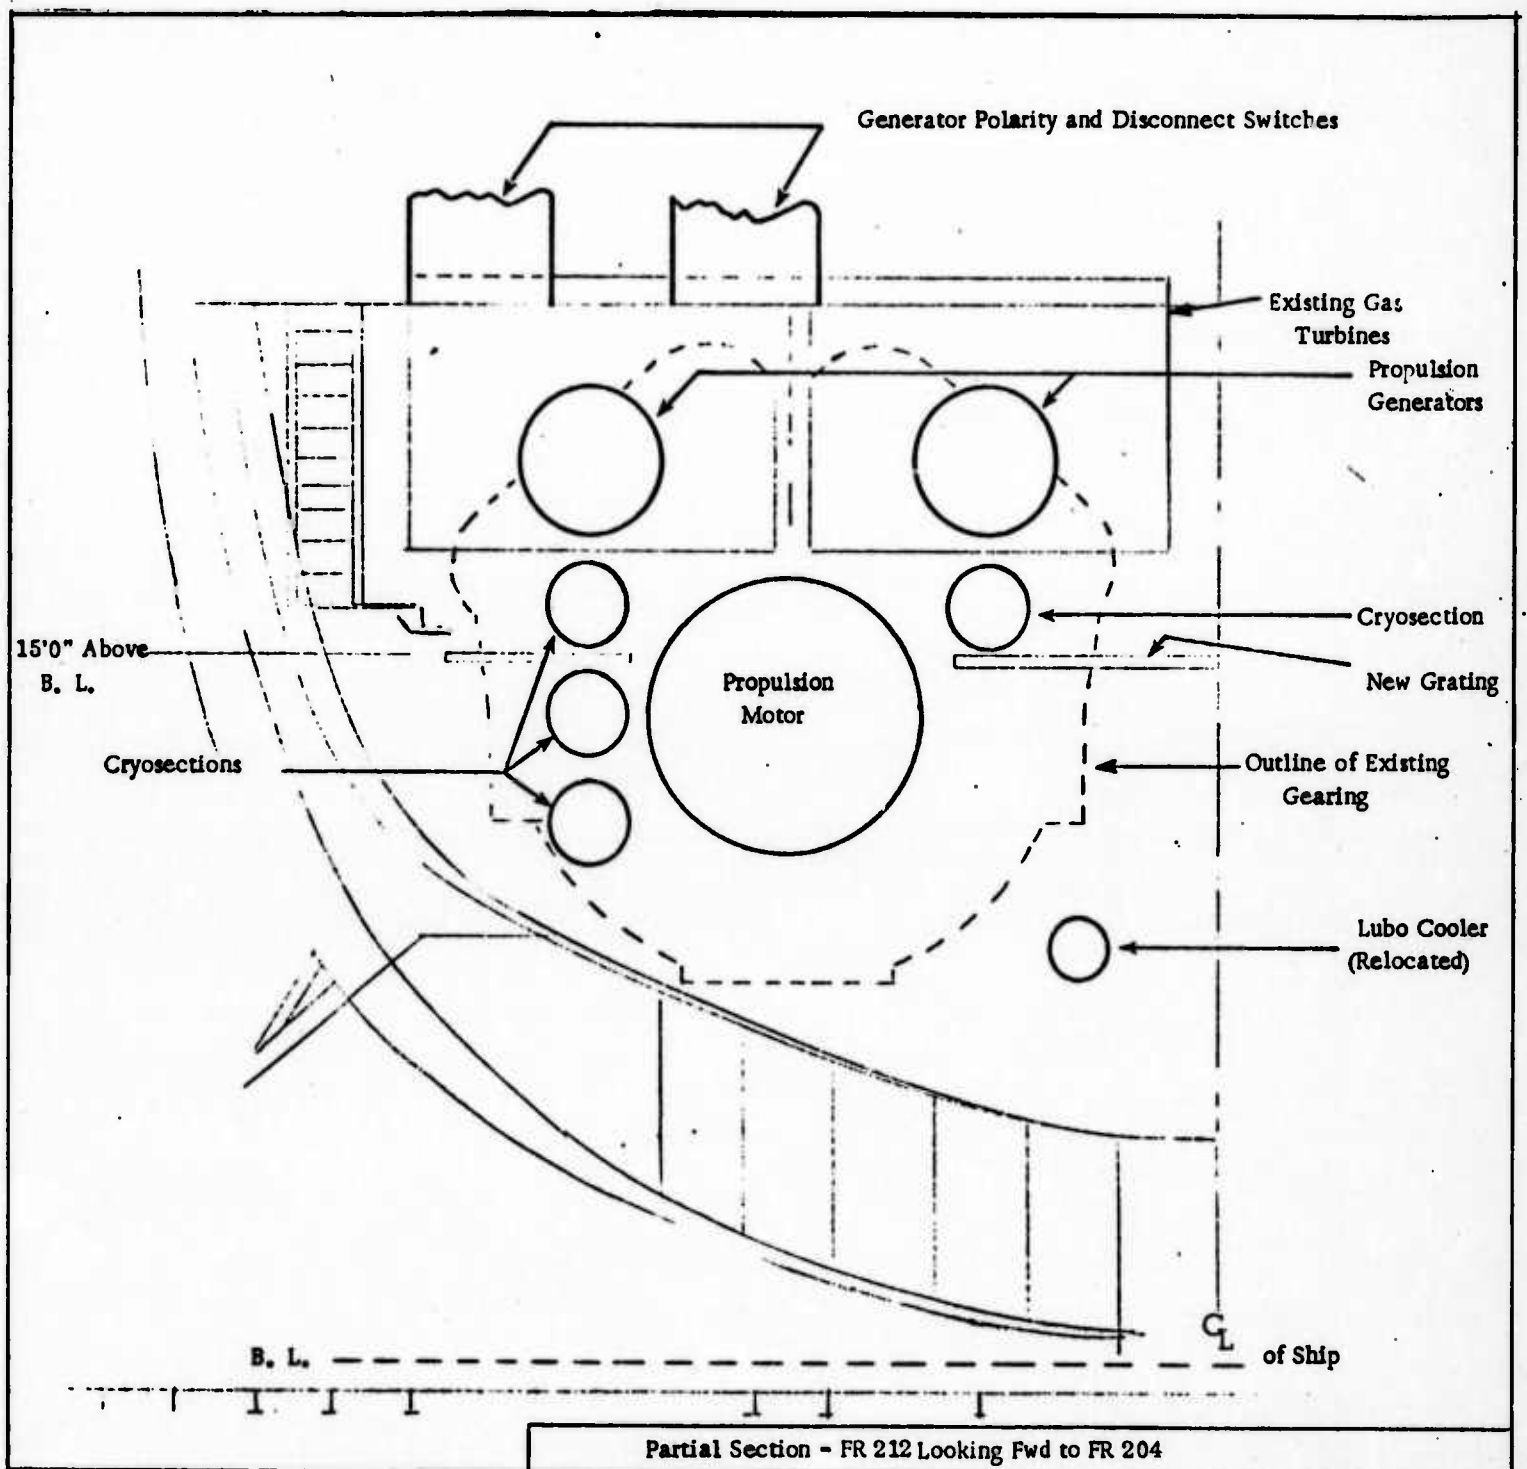 Generator Polarity and Disconnect Switches
Existing Gas
Turbines
Propulsion
Generators
Cryosection
15'0" Above
B. L.
New Grating
Propulsion
Motor
Cryosections
Outline of Existing
Gearing
Lubo Cooler
(Relocated)
CL of Ship
B. L.
Partial Section - FR 212 Looking Fwd to FR 204